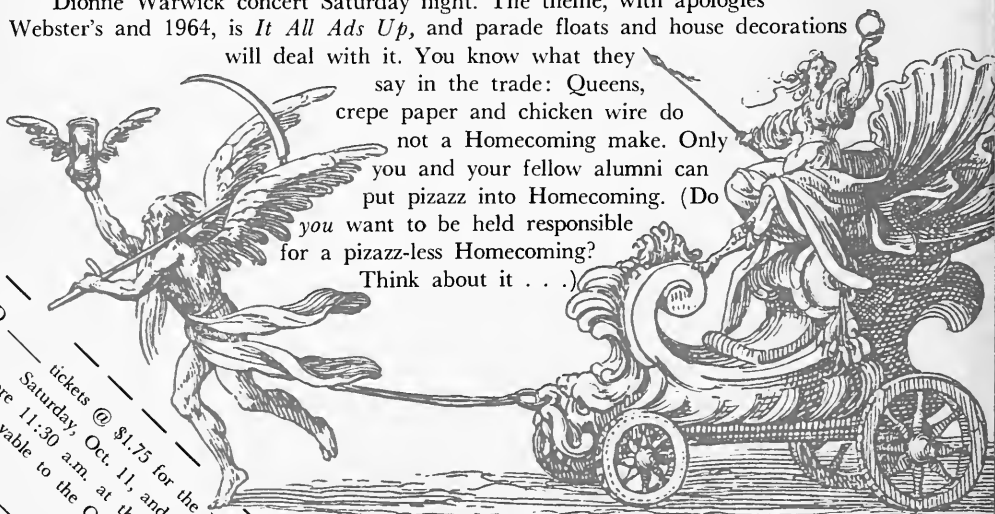 Dionne Warwick concert Saturday night. The theme, with apologies
Webster's and 1964, is It All Ads Up, and parade floats and house decorations
will deal with it. You know what they
say in the trade: Queens,
crepe paper and chicken wire do
not a Homecoming make. Only
you and your fellow alumni can
put pizazz into Homecoming. (Do
you want to be held responsible
for a pizazz-less Homecoming?
Think about it . . .)
tickets @ $1.75 for the
Saturday, Oct. 11, and
11:30 a.m. at
to the